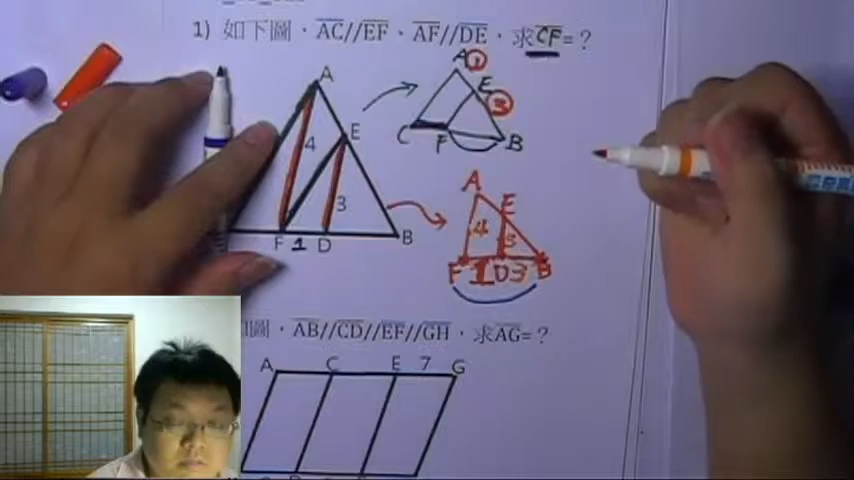 1) 如下圖，AC//EF、AF//DE，求CF=？
A
4
E
3
F 1 D
B
A ①
E
③
C
F
B
A
E
4
3
F 1 D 3 B
圖，AB//CD//EF//GH，求AG=？
A C E 7 G